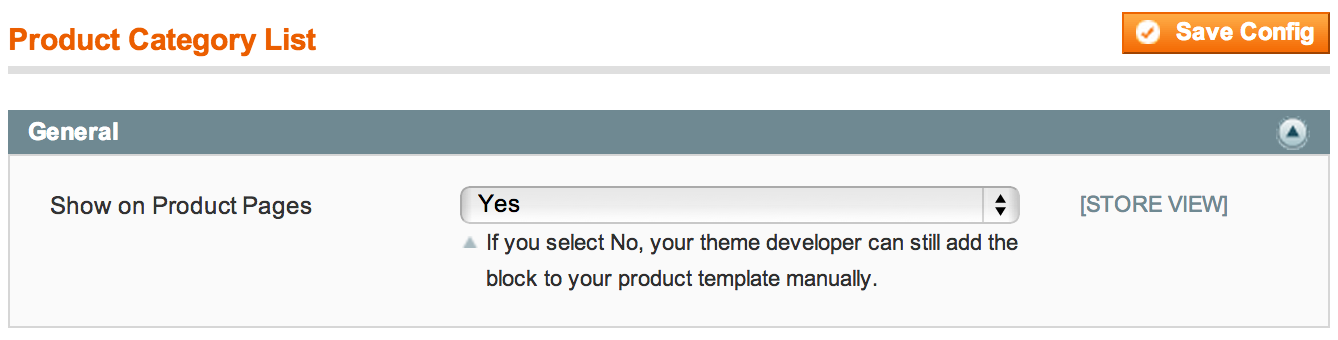 Product Category List
Save Config
General
Show on Product Pages
Yes
[STORE VIEW]
If you select No, your theme developer can still add the
block to your product template manually.